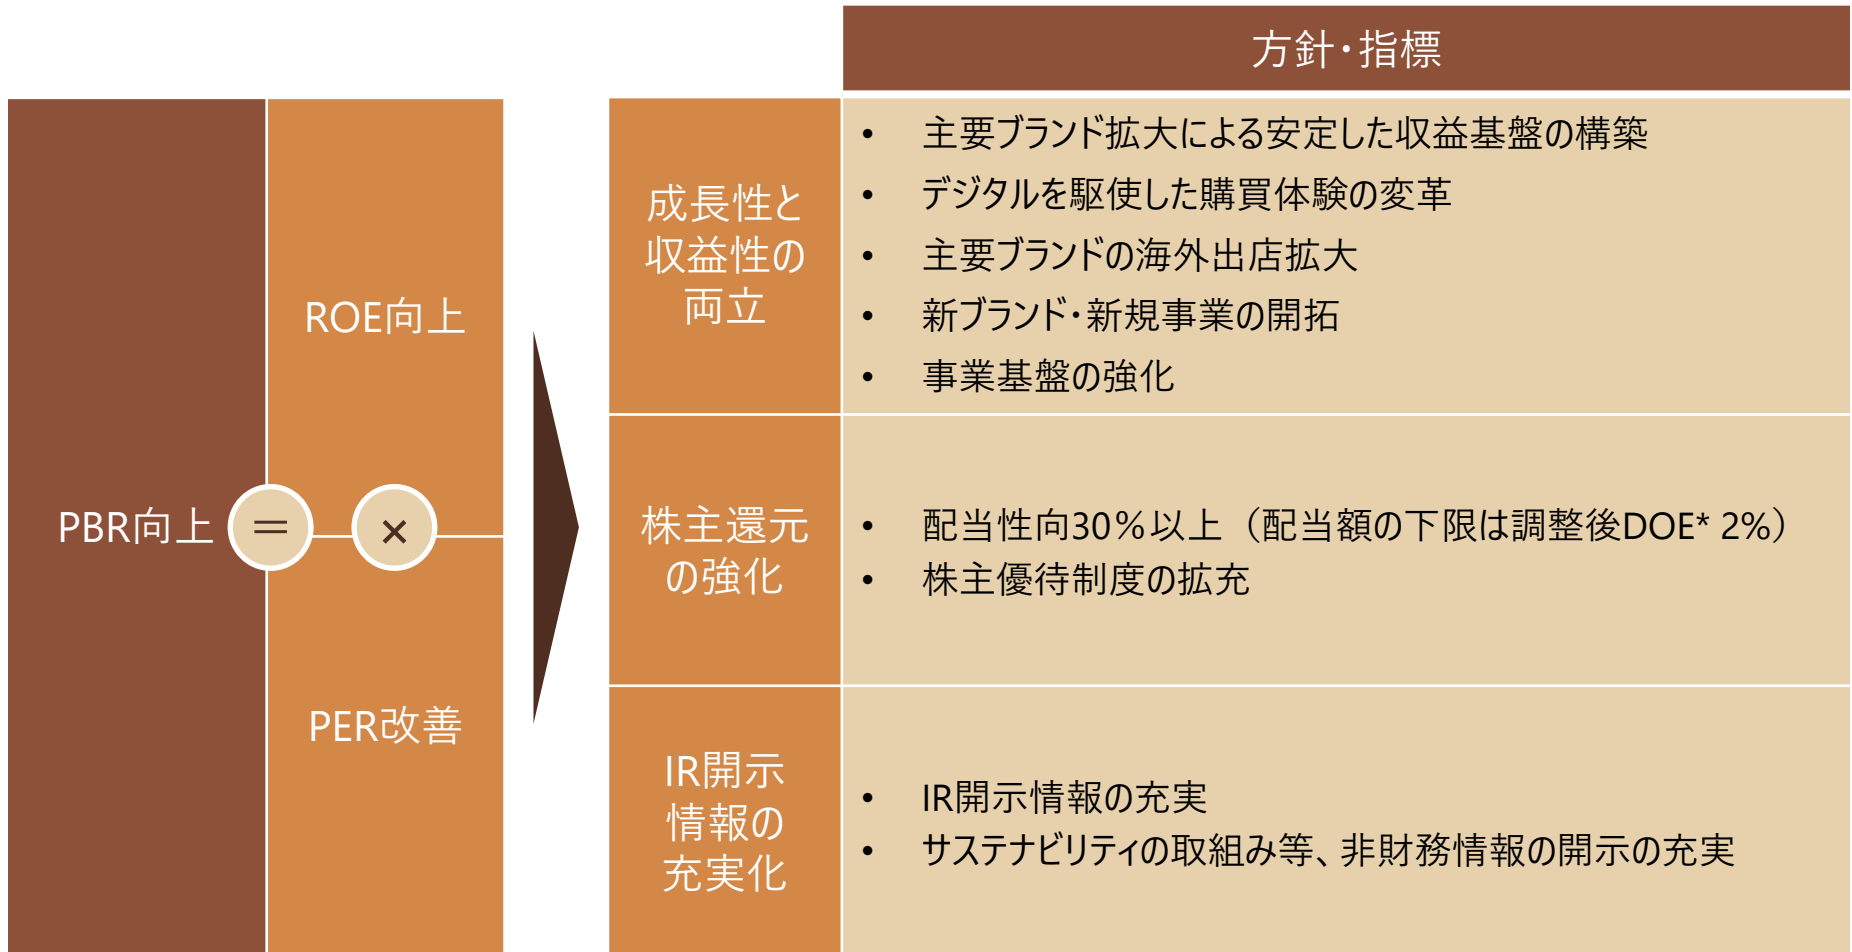 方針・指標
PBR向上
＝
ROE向上
×
PER改善
成長性と
収益性の
両立
• 主要ブランド拡大による安定した収益基盤の構築
• デジタルを駆使した購買体験の変革
• 主要ブランドの海外出店拡大
• 新ブランド・新規事業の開拓
• 事業基盤の強化
株主還元
の強化
• 配当性向30％以上（配当額の下限は調整後DOE* 2%）
• 株主優待制度の拡充
IR開示
情報の
充実化
• IR開示情報の充実
• サステナビリティの取組み等、非財務情報の開示の充実